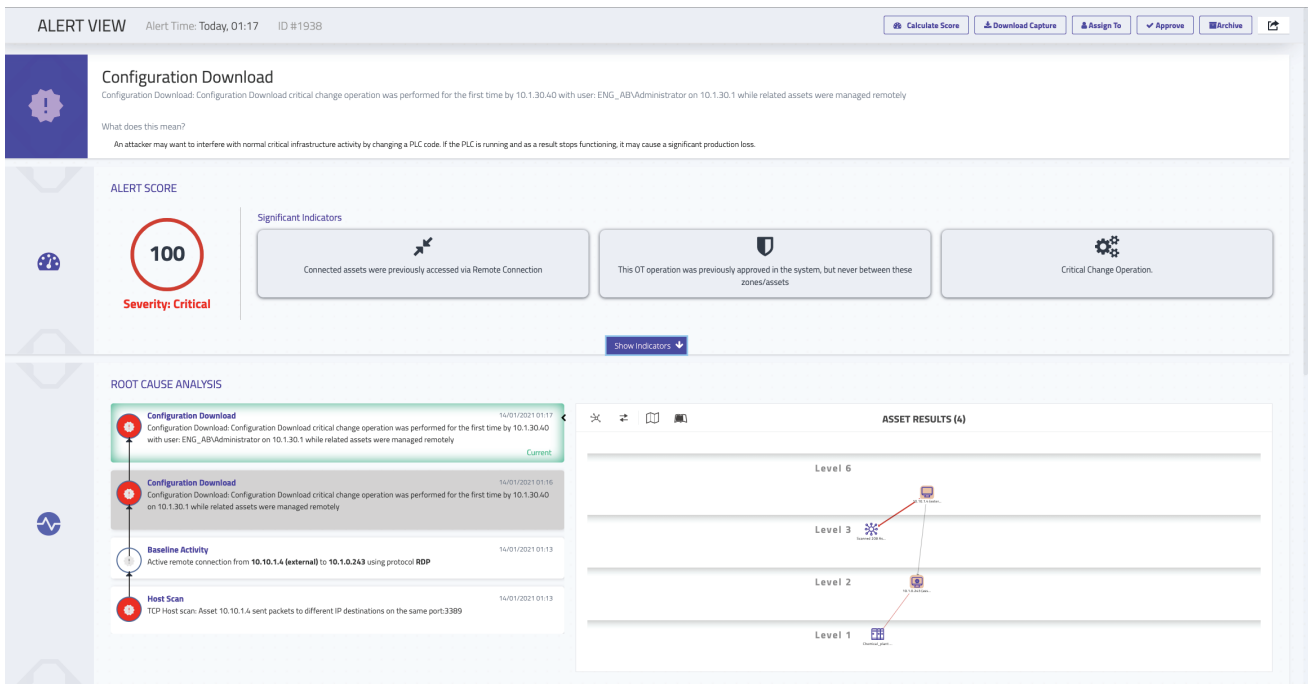 ALERT VIEW Alert Time: Today, 01:17 ID #1938 Calculate Score Download Capture Assign To Approve Archive
Configuration Download
Configuration Download: Configuration Download critical change operation was performed for the first time by 10.1.30.40 with user: ENG_AB\Administrator on 10.1.30.1 while related assets were managed remotely
What does this mean?
An attacker may want to interfere with normal critical infrastructure activity by changing a PLC code. If the PLC is running and as a result stops functioning, it may cause a significant production loss.
ALERT SCORE
100
Severity: Critical
Significant Indicators
Connected assets were previously accessed via Remote Connection
This OT operation was previously approved in the system, but never between these
zones/assets
Critical Change Operation.
Show Indicators
ROOT CAUSE ANALYSIS
Configuration Download 14/01/2021 01:17
Configuration Download: Configuration Download critical change operation was performed for the first time by 10.1.30.40
with user: ENG_AB\Administrator on 10.1.30.1 while related assets were managed remotely
Current
Configuration Download 14/01/2021 01:16
Configuration Download: Configuration Download critical change operation was performed for the first time by 10.1.30.40
on 10.1.30.1 while related assets were managed remotely
Baseline Activity 14/01/2021 01:13
Active remote connection from 10.10.1.4 (external) to 10.1.0.243 using protocol RDP
Host Scan 14/01/2021 01:13
TCP Host scan: Asset 10.10.1.4 sent packets to different IP destinations on the same port:3389
ASSET RESULTS (4)
Level 6
Level 3
Level 2
Level 1